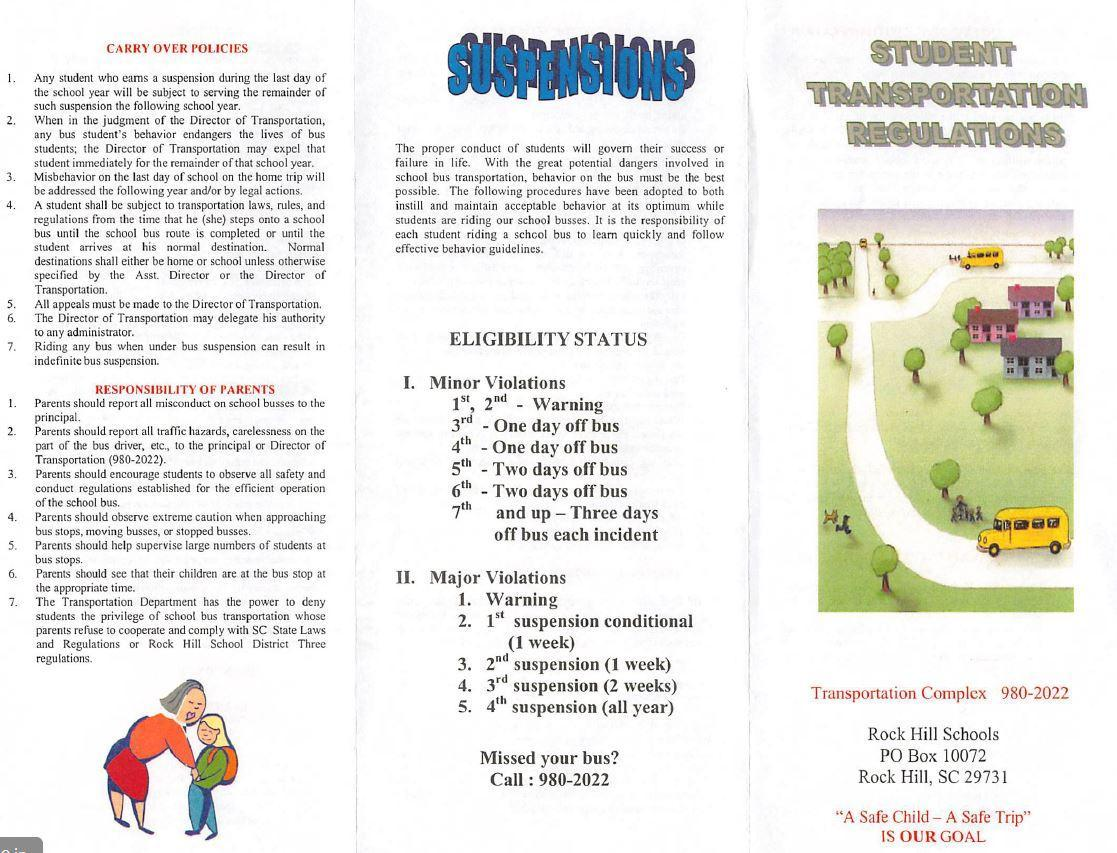 CARRY OVER POLICIES
1. Any student who earns a suspension during the last day of
the school year will be subject to serving the remainder of
such suspension the following school year.
2. When in the judgment of the Director of Transportation,
any bus student's behavior endangers the lives of bus
students; the Director of Transportation may expel that
student immediately for the remainder of that school year.
3. Misbehavior on the last day of school on the home trip will
be addressed the following year and/or by legal actions.
4. A student shall be subject to transportation laws, rules, and
regulations from the time that he (she) steps onto a school
bus until the school bus route is completed or until the
student arrives at his normal destination. Normal
destinations shall either be home or school unless otherwise
specified by the Asst. Director or the Director of
Transportation.
5. All appeals must be made to the Director of Transportation.
6. The Director of Transportation may delegate his authority
to any administrator.
7. Riding any bus when under bus suspension can result in
indefinite bus suspension.
RESPONSIBILITY OF PARENTS
1. Parents should report all misconduct on school busses to the
principal.
2. Parents should report all traffic hazards, carelessness on the
part of the bus driver, etc., to the principal or Director of
Transportation (980-2022).
3. Parents should encourage students to observe all safety and
conduct regulations established for the efficient operation
of the school bus.
4. Parents should observe extreme caution when approaching
bus stops, moving busses, or stopped busses.
5. Parents should help supervise large numbers of students at
bus stops.
6. Parents should see that their children are at the bus stop at
the appropriate time.
7. The Transportation Department has the power to deny
students the privilege of school bus transportation whose
parents refuse to cooperate and comply with SC State Laws
and Regulations or Rock Hill School District Three
regulations.
SUSPENSIONS
The proper conduct of students will govern their success or
failure in life. With the great potential dangers involved in
school bus transportation, behavior on the bus must be the best
possible. The following procedures have been adopted to both
instill and maintain acceptable behavior at its optimum while
students are riding our school busses. It is the responsibility of
each student riding a school bus to learn quickly and follow
effective behavior guidelines.
ELIGIBILITY STATUS
I. Minor Violations
1st, 2nd - Warning
3rd - One day off bus
4th - One day off bus
5th - Two days off bus
6th - Two days off bus
7th and up – Three days
off bus each incident
II. Major Violations
1. Warning
2. 1st suspension conditional
(1 week)
3. 2nd suspension (1 week)
4. 3rd suspension (2 weeks)
5. 4th suspension (all year)
Missed your bus?
Call : 980-2022
STUDENT
TRANSPORTATION
REGULATIONS
Transportation Complex 980-2022
Rock Hill Schools
PO Box 10072
Rock Hill, SC 29731
“A Safe Child – A Safe Trip”
IS OUR GOAL